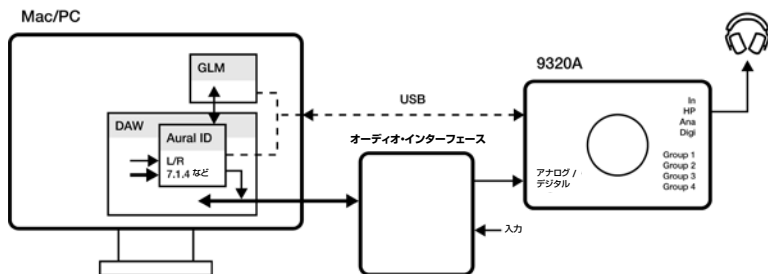 Mac/PC
GLM
DAW
Aural ID
L/R
7.1.4 など
USB
オーディオ・インターフェース
入力
9320A
アナログ /
デジタル
In
HP
Ana
Digi
Group 1
Group 2
Group 3
Group 4